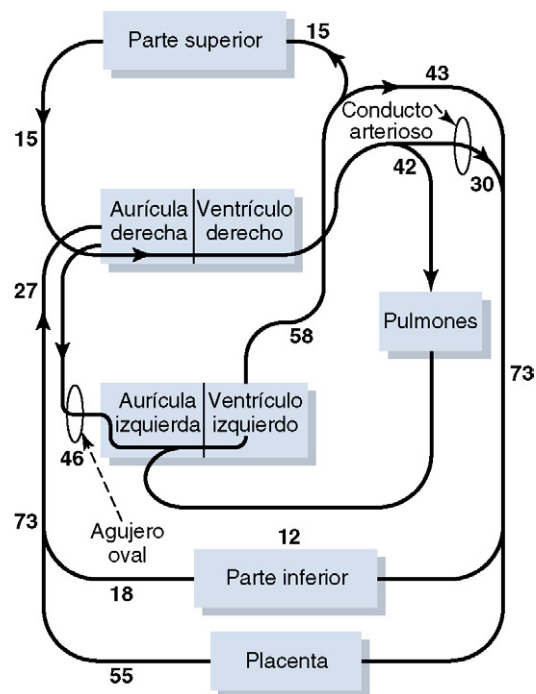 Parte superior
15
43
Conducto
arterioso
15
42
30
Aurícula
derecha
Ventrículo
derecho
27
58
Pulmones
73
Aurícula
izquierda
Ventrículo
izquierdo
46
73
Agujero
oval
12
Parte inferior
18
Placenta
55